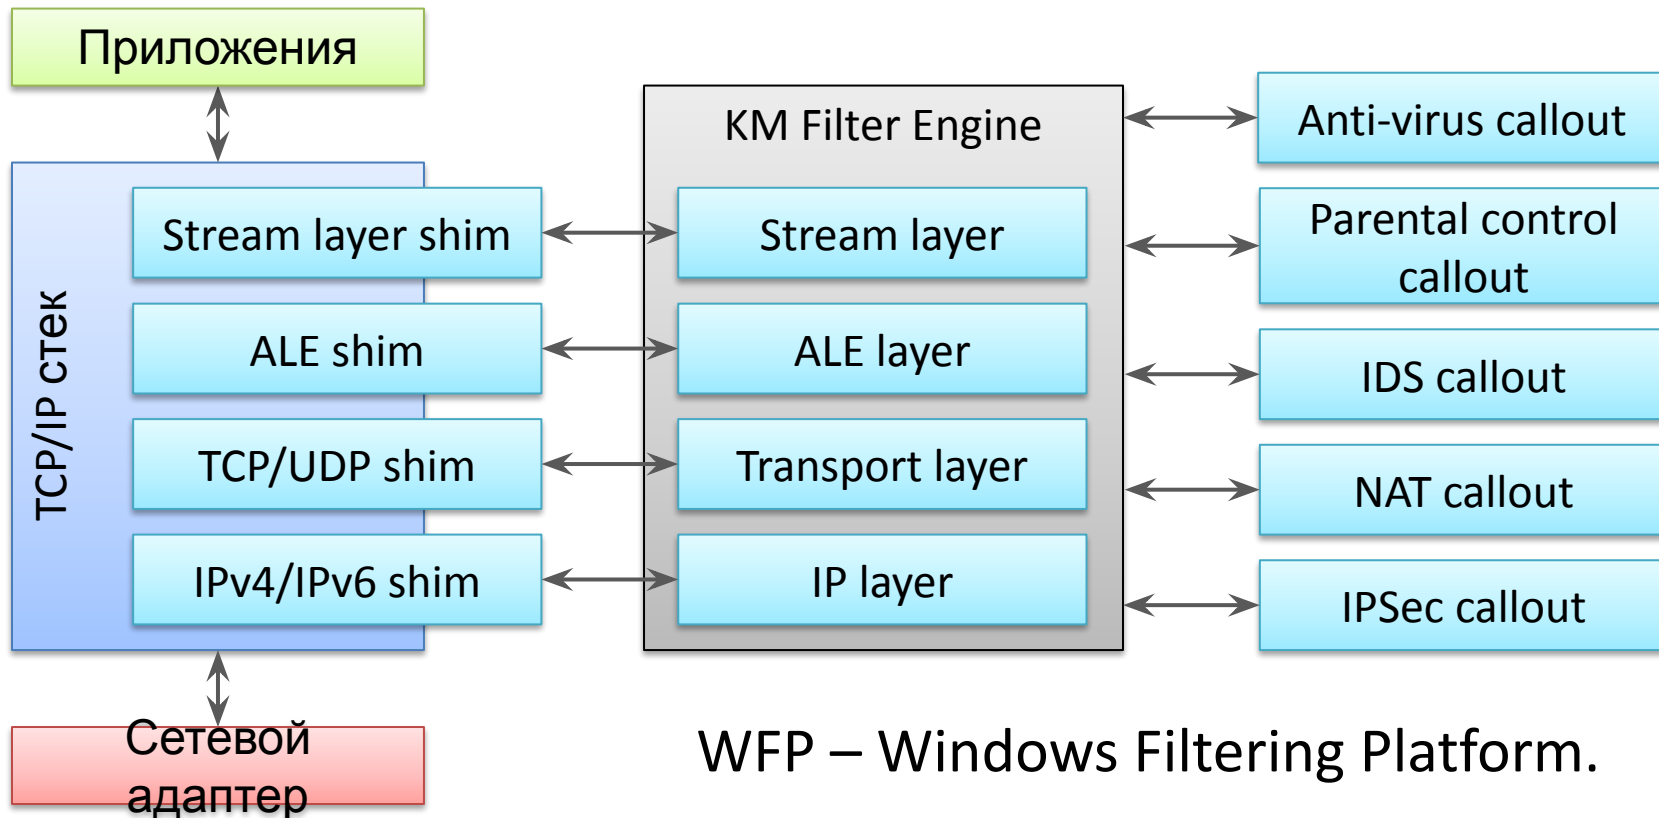 Приложения
TCP/IP стек
Stream layer shim
ALE shim
TCP/UDP shim
IPv4/IPv6 shim
Сетевой
адаптер
KM Filter Engine
Stream layer
ALE layer
Transport layer
IP layer
Anti-virus callout
Parental control
callout
IDS callout
NAT callout
IPSec callout
WFP – Windows Filtering Platform.